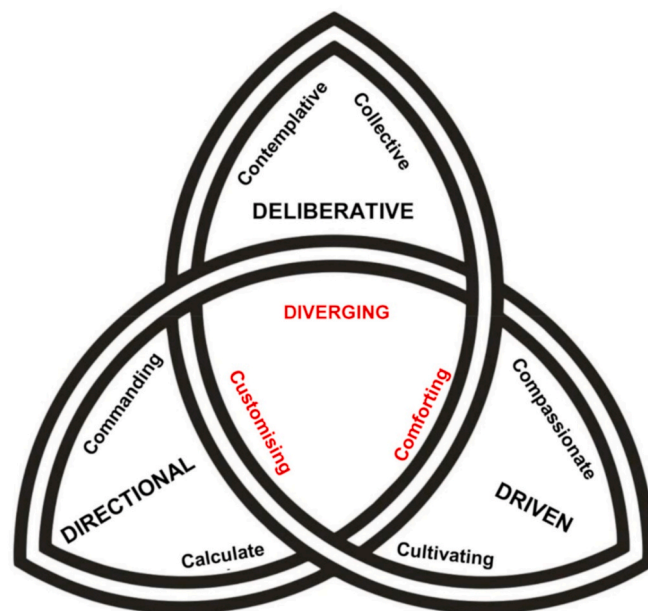 Contemplative
Collective
DELIBERATIVE
DIVERGING
Customising
Comforting
Commanding
DIRECTIONAL
Calculate
Compassionate
DRIVEN
Cultivating